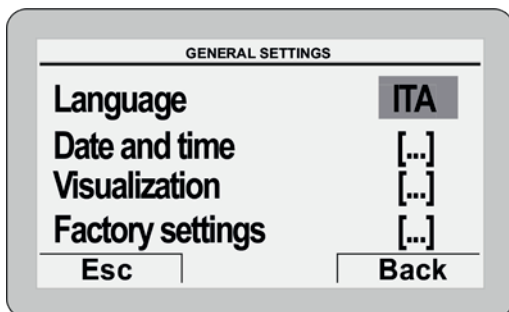 GENERAL SETTINGS
Language ITA
Date and time [...]
Visualization [...]
Factory settings [...]
Esc Back